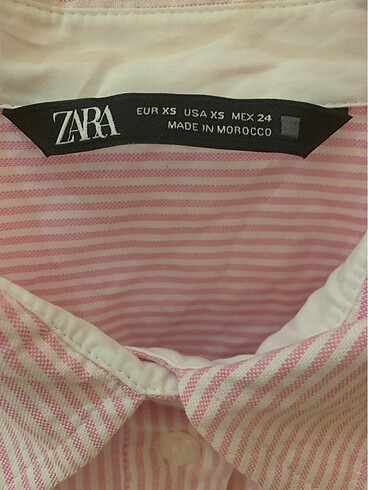 ZARA
EUR XS USA XS MEX 24
MADE IN MOROCCO